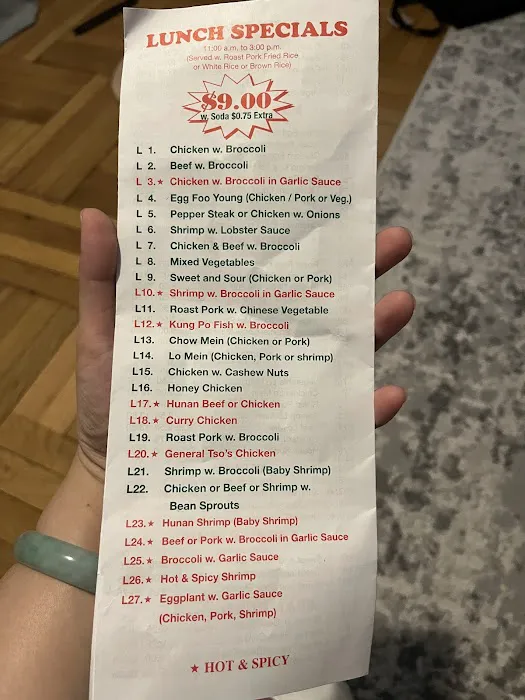 LUNCH SPECIALS
11:00 a.m. to 3:00 p.m.
(Served w. Roast Pork Fried Rice
or White Rice or Brown Rice)
$9.00
w. Soda $0.75 Extra
L 1. Chicken w. Broccoli
L 2. Beef w. Broccoli
L 3.★ Chicken w. Broccoli in Garlic Sauce
L 4. Egg Foo Young (Chicken / Pork or Veg.)
L 5. Pepper Steak or Chicken w. Onions
L 6. Shrimp w. Lobster Sauce
L 7. Chicken & Beef w. Broccoli
L 8. Mixed Vegetables
L 9. Sweet and Sour (Chicken or Pork)
L10.★ Shrimp w. Broccoli in Garlic Sauce
L11. Roast Pork w. Chinese Vegetable
L12.★ Kung Po Fish w. Broccoli
L13. Chow Mein (Chicken or Pork)
L14. Lo Mein (Chicken, Pork or shrimp)
L15. Chicken w. Cashew Nuts
L16. Honey Chicken
L17.★ Hunan Beef or Chicken
L18.★ Curry Chicken
L19. Roast Pork w. Broccoli
L20.★ General Tso's Chicken
L21. Shrimp w. Broccoli (Baby Shrimp)
L22. Chicken or Beef or Shrimp w.
Bean Sprouts
L23.★ Hunan Shrimp (Baby Shrimp)
L24.★ Beef or Pork w. Broccoli in Garlic Sauce
L25.★ Broccoli w. Garlic Sauce
L26.★ Hot & Spicy Shrimp
L27.★ Eggplant w. Garlic Sauce
(Chicken, Pork, Shrimp)
★ HOT & SPICY